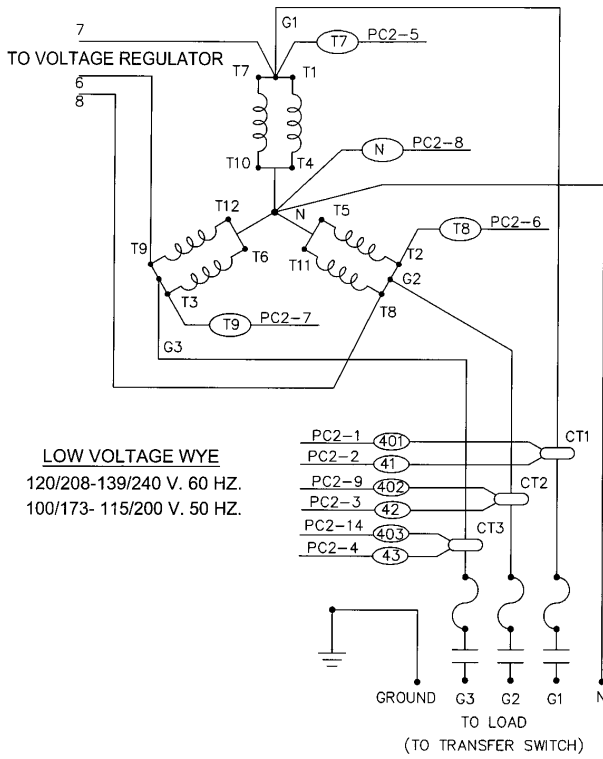 G1
7
T7 PC2-5
TO VOLTAGE REGULATOR
6
8
T7 T1
T10 T4
N PC2-8
N
T12 T5
T9 T6 T11 T2
T8 PC2-6
G2
T3 T8
T9 PC2-7
G3
LOW VOLTAGE WYE
120/208-139/240 V. 60 HZ.
100/173- 115/200 V. 50 HZ.
PC2-1 401
CT1
PC2-2 41
PC2-9 402
CT2
PC2-3 42
PC2-14 403
CT3
PC2-4 43
GROUND G3 G2 G1 N
TO LOAD
(TO TRANSFER SWITCH)